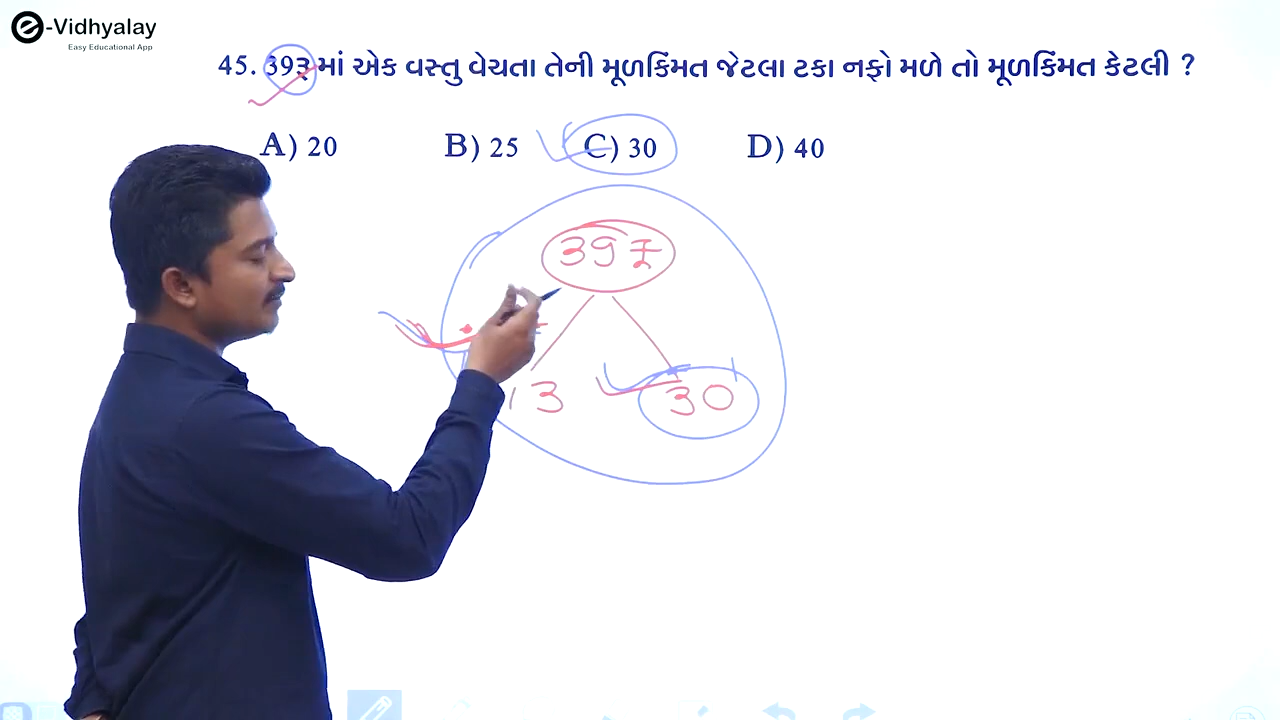 e-Vidhyalay
Easy Educational App
45. 39રૂ માં એક વસ્તુ વેચતા તેની મૂળકિંમત જેટલા ટકા નફો મળે તો મૂળકિંમત કેટલી ?
A) 20 B) 25 C) 30 D) 40
39₹
13 30